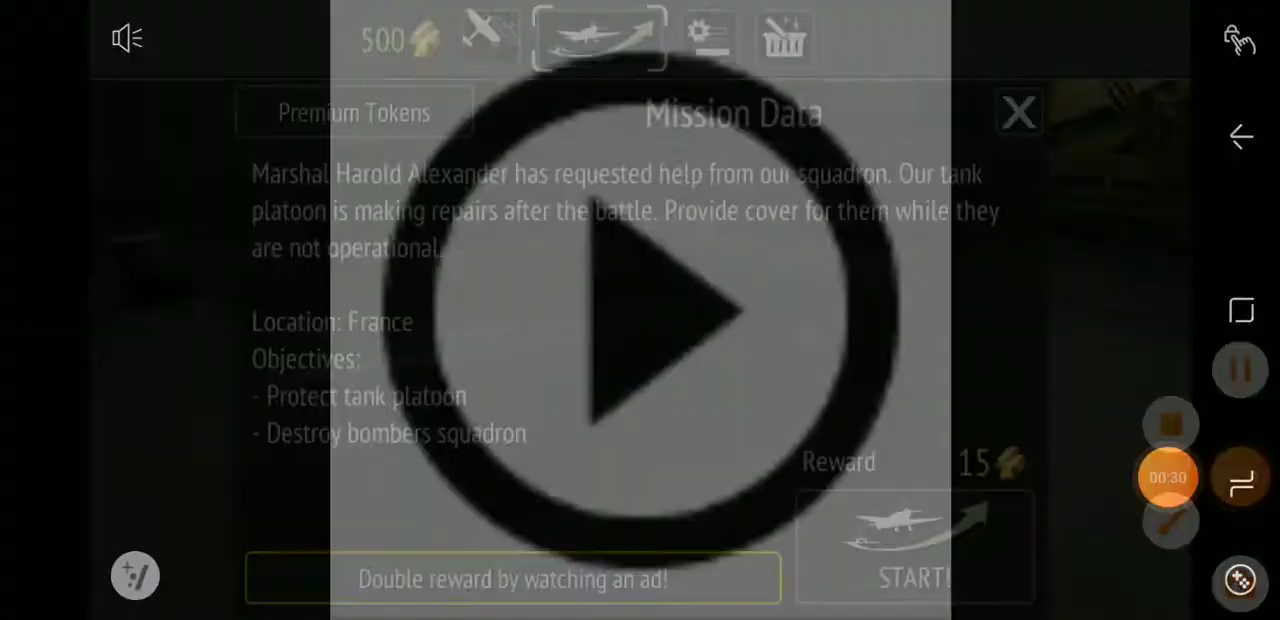 500
Premium Tokens
Mission Data
X
Marshal Harold Alexander has requested help from our squadron. Our tank
platoon is making repairs after the battle. Provide cover for them while they
are not operational.
Location: France
Objectives:
- Protect tank platoon
- Destroy bombers squadron
Reward 15
00:30
Double reward by watching an ad!
START!